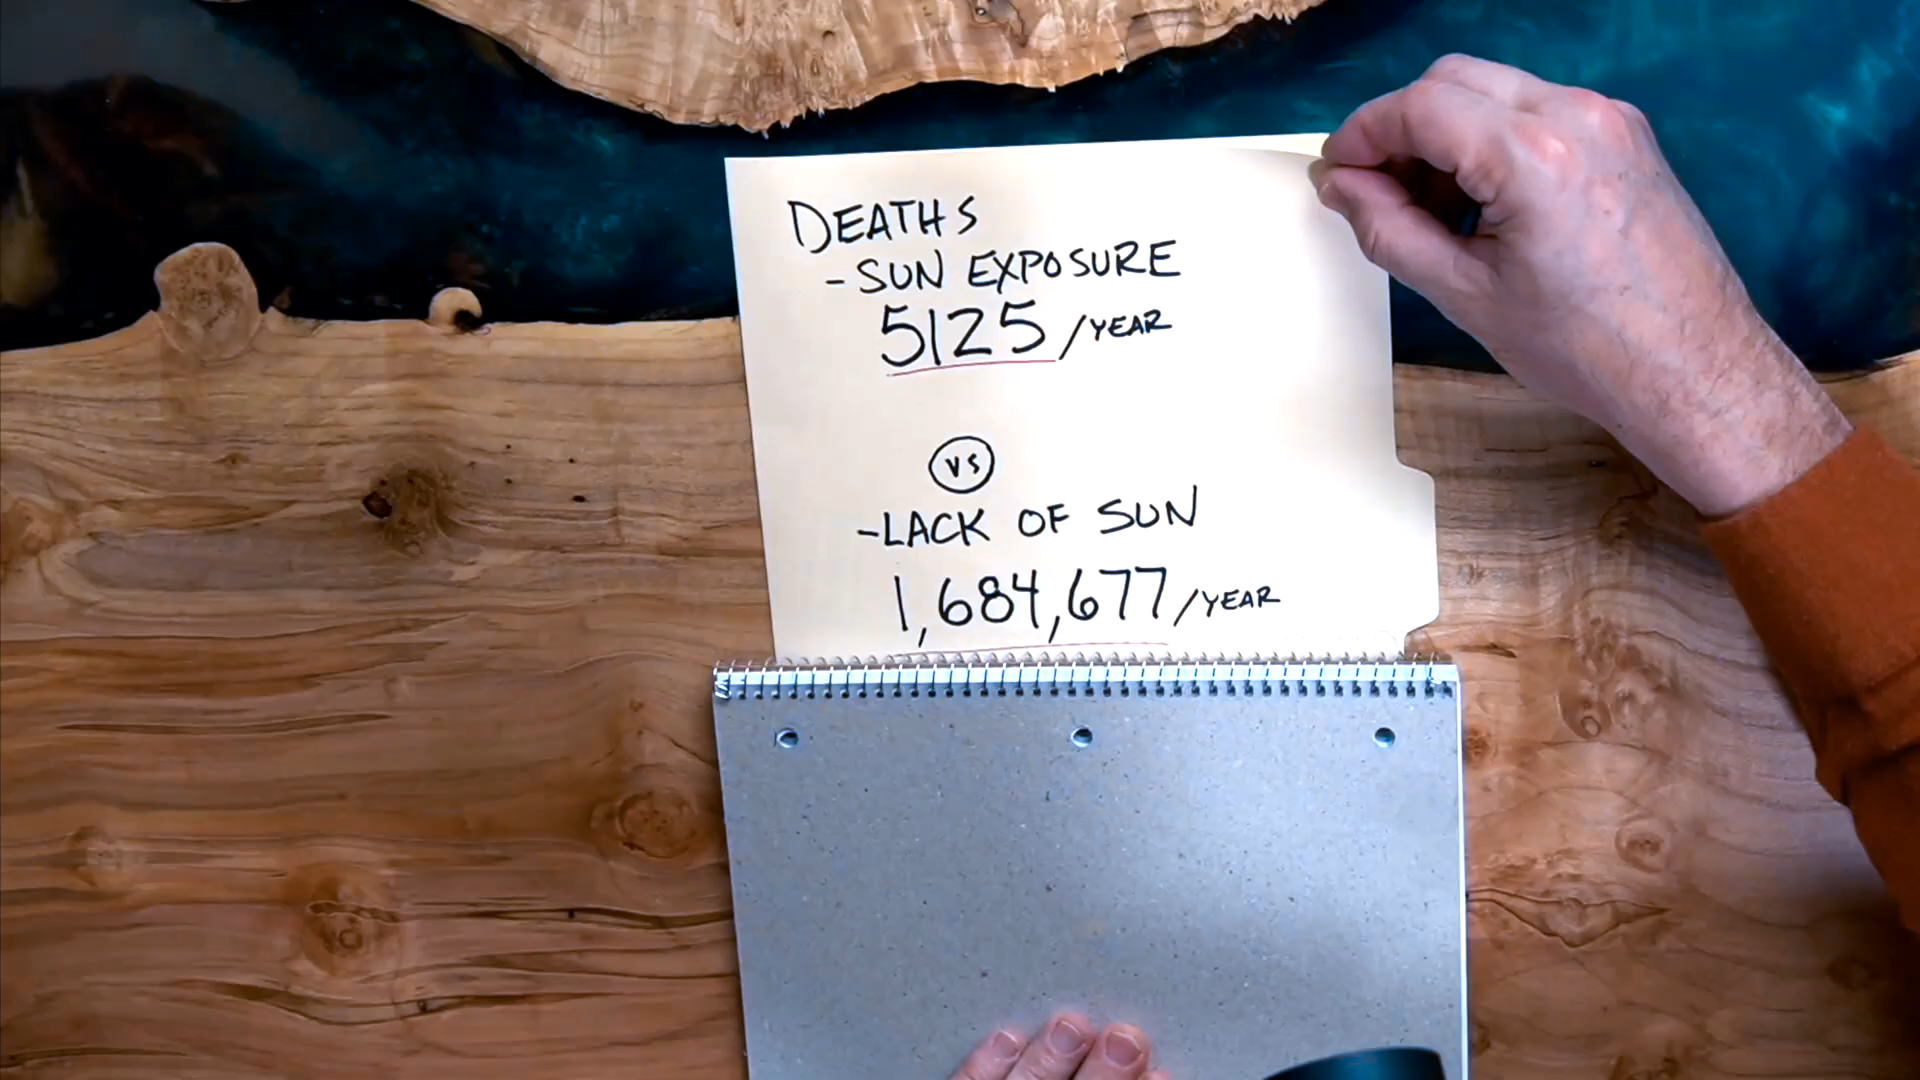 DEATHS
- SUN EXPOSURE
5125 /YEAR
VS
- LACK OF SUN
1,684,677 /YEAR